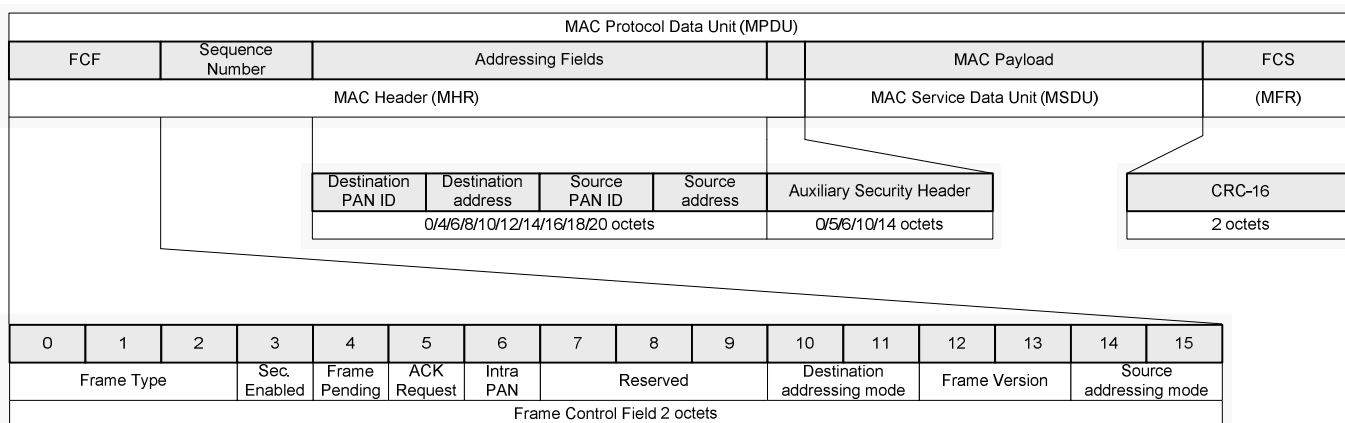 MAC Protocol Data Unit (MPDU)
FCF
Sequence
Number
Addressing Fields
MAC Payload
FCS
MAC Header (MHR)
MAC Service Data Unit (MSDU)
(MFR)
Destination
PAN ID
Destination
address
Source
PAN ID
Source
address
Auxiliary Security Header
CRC-16
0/4/6/8/10/12/14/16/18/20 octets
0/5/6/10/14 octets
2 octets
0 1 2 3 4 5 6 7 8 9 10 11 12 13 14 15
Frame Type
Sec.
Enabled
Frame
Pending
ACK
Request
Intra
PAN
Reserved
Destination
addressing mode
Frame Version
Source
addressing mode
Frame Control Field 2 octets